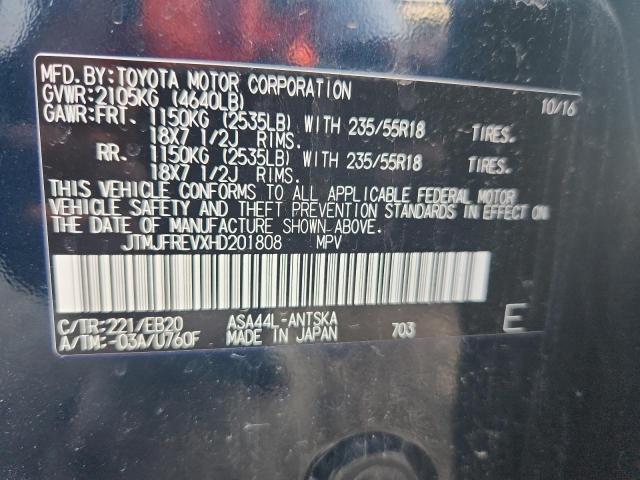 MFD.BY:TOYOTA MOTOR CORPORATION 10/16
GVWR:2105KG (4640LB)
GAWR:FRT. 1150KG (2535LB) WITH 235/55R18 TIRES.
18X7 1/2J RIMS.
RR. 1150KG (2535LB) WITH 235/55R18 TIRES.
18X7 1/2J RIMS.
THIS VEHICLE CONFORMS TO ALL APPLICABLE FEDERAL MOTOR
VEHICLE SAFETY AND THEFT PREVENTION STANDARDS IN EFFECT ON
THE DATE OF MANUFACTURE SHOWN ABOVE.
JTMJFREVXHD201808 MPV
C/TR:221/EB20 ASA44L-ANTSKA E
A/TM:-03A/U760F MADE IN JAPAN 703